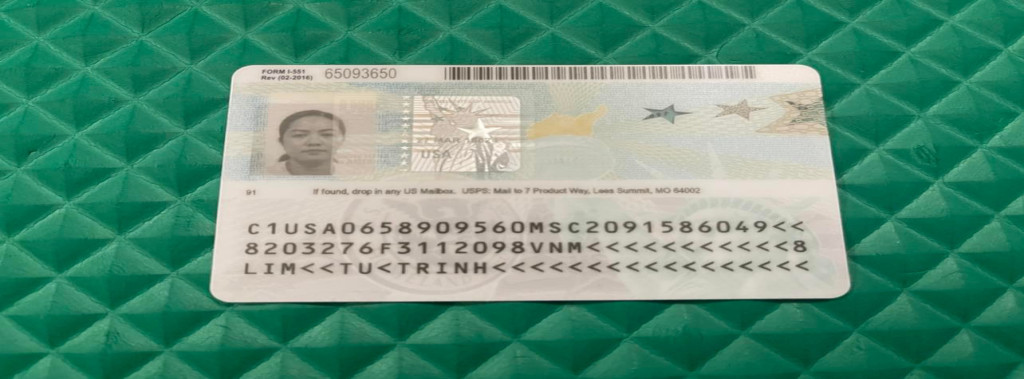 FORM I-551
Rev (02-2016)
65093650
USA
91
If found, drop in any US Mailbox. USPS: Mail to 7 Product Way, Lees Summit, MO 64002
C1USA0658909560MSC2091586049<<
8203276F3112098VNM<<<<<<<<<<<8
LIM<<TU<TRINH<<<<<<<<<<<<<<<<<